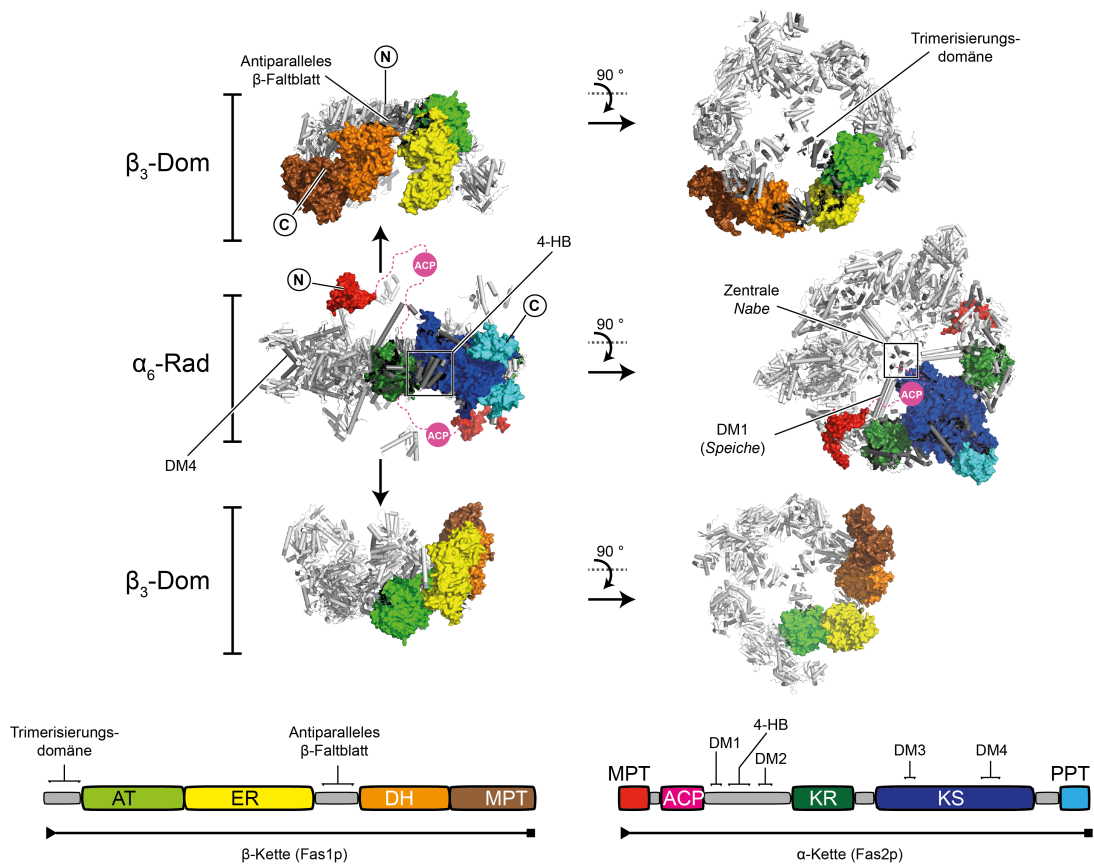 Antiparalleles
β-Faltblatt
N
90 °
Trimerisierungs-
domäne
β3-Dom
C
4-HB
ACP
N
C
90 °
Zentrale
Nabe
α6-Rad
ACP
ACP
DM1
(Speiche)
DM4
β3-Dom
90 °
Trimerisierungs-
domäne
Antiparalleles
β-Faltblatt
AT
ER
DH
MPT
β-Kette (Fas1p)
4-HB
DM1
DM2
DM3
DM4
MPT
PPT
ACP
KR
KS
α-Kette (Fas2p)